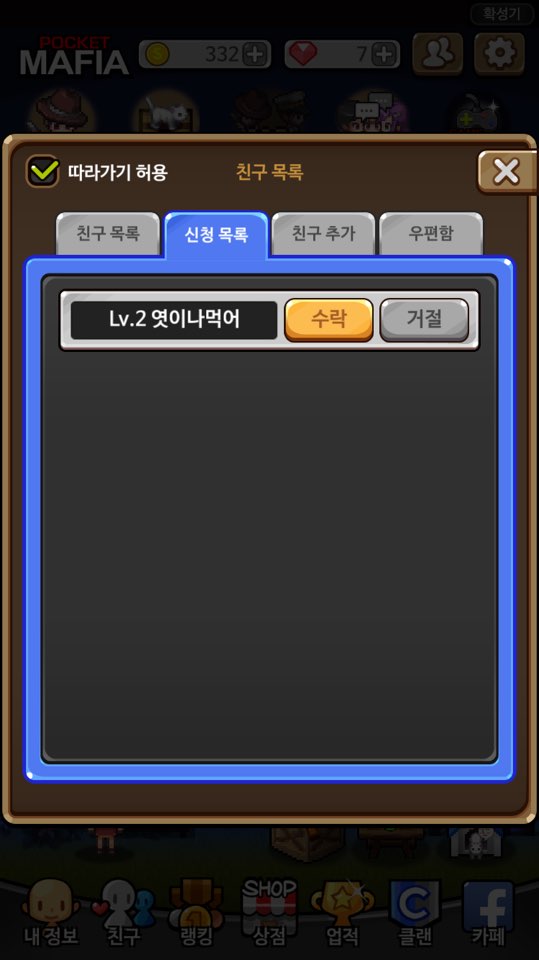 확성기
POCKET
MAFIA
332
7
따라가기 허용
친구 목록
친구 목록
신청 목록
친구 추가
우편함
Lv.2 엿이나먹어
수락
거절
SHOP
내 정보
친구
랭킹
상점
업적
클랜
카페